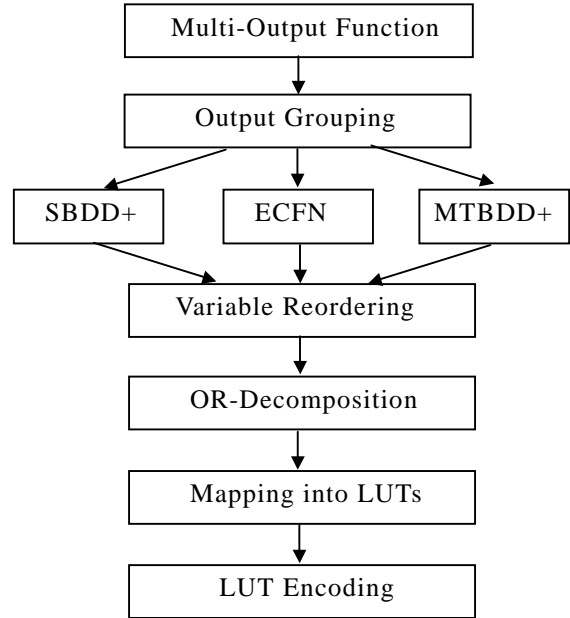 Multi-Output Function
Output Grouping
SBDD+
ECFN
MTBDD+
Variable Reordering
OR-Decomposition
Mapping into LUTs
LUT Encoding